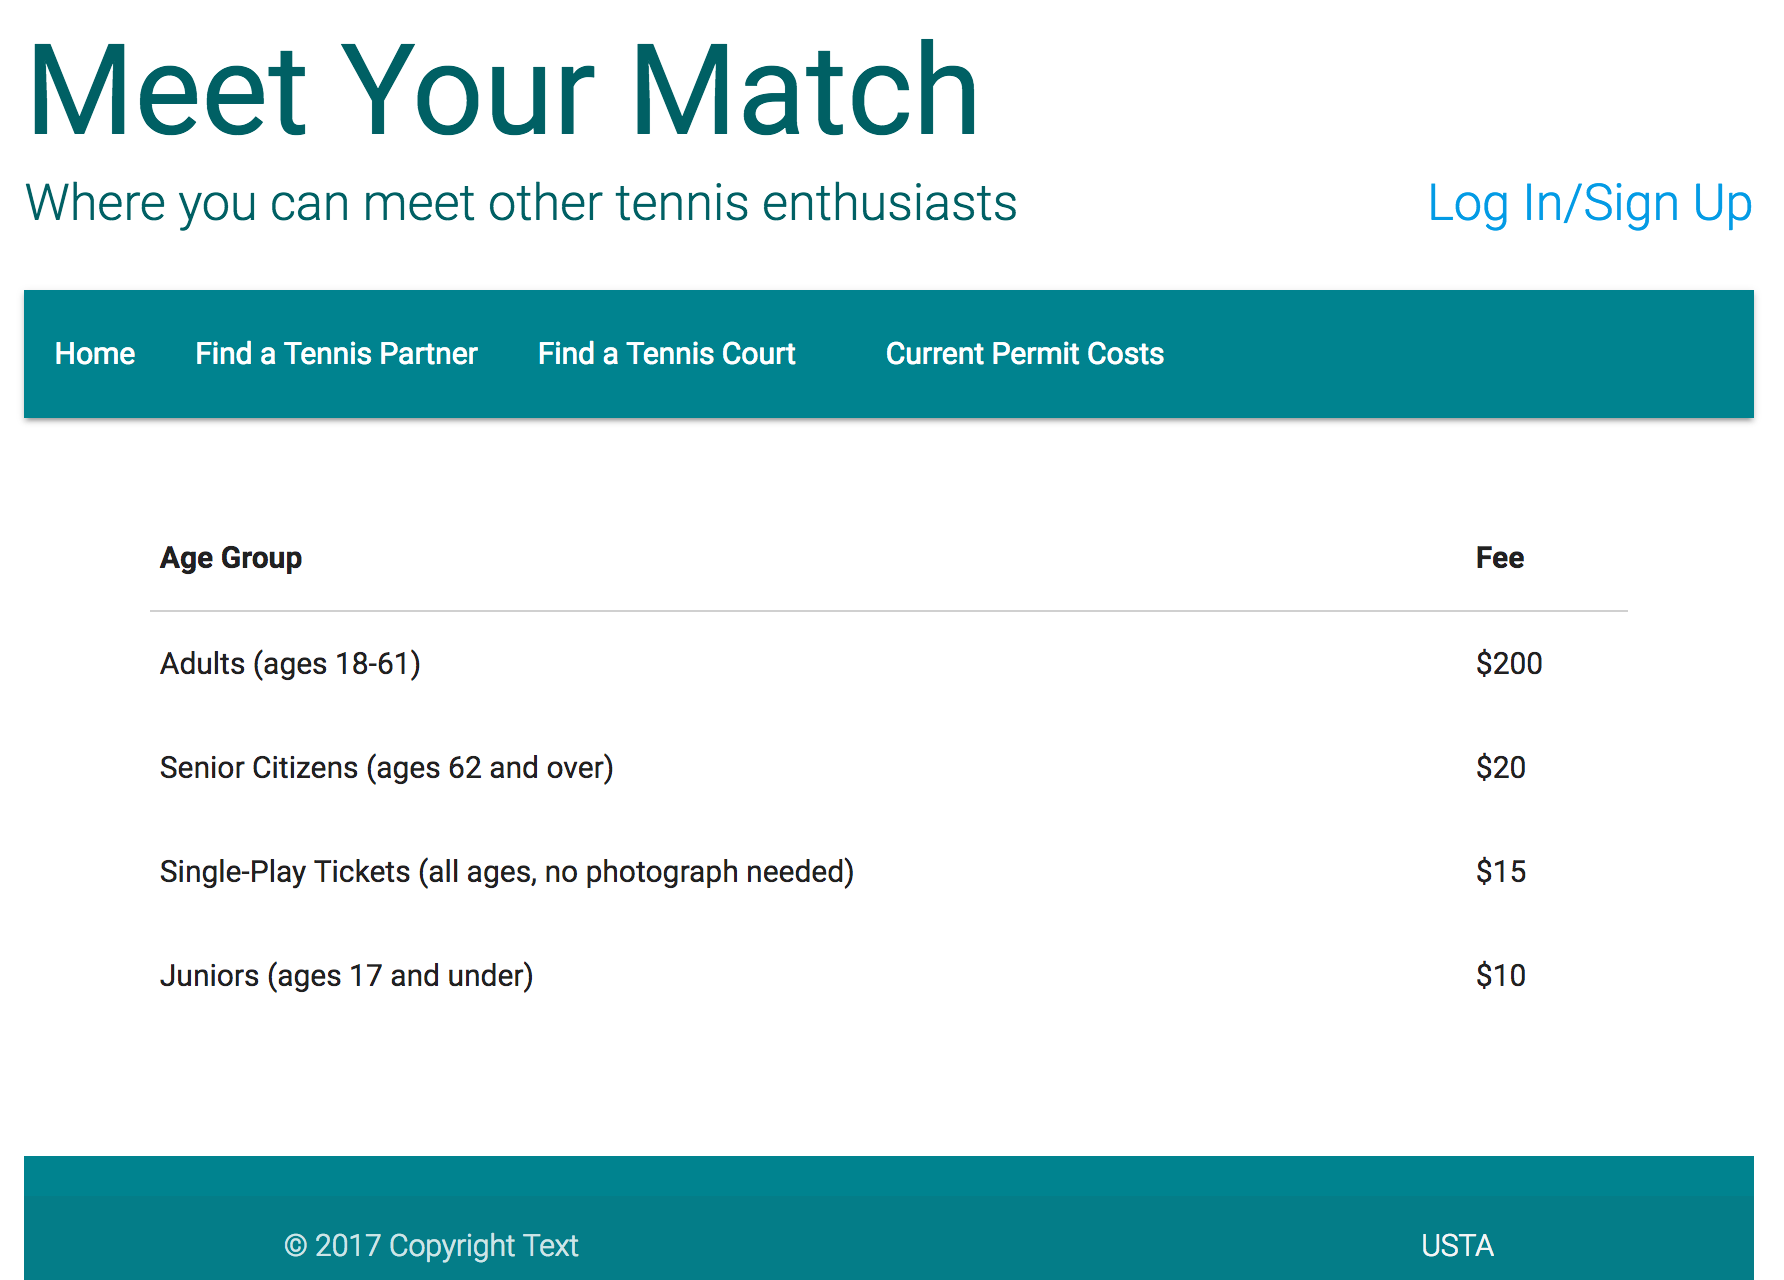 Meet Your Match
Where you can meet other tennis enthusiasts
Log In/Sign Up
Home Find a Tennis Partner Find a Tennis Court Current Permit Costs
Age Group Fee
Adults (ages 18-61) $200
Senior Citizens (ages 62 and over) $20
Single-Play Tickets (all ages, no photograph needed) $15
Juniors (ages 17 and under) $10
© 2017 Copyright Text USTA